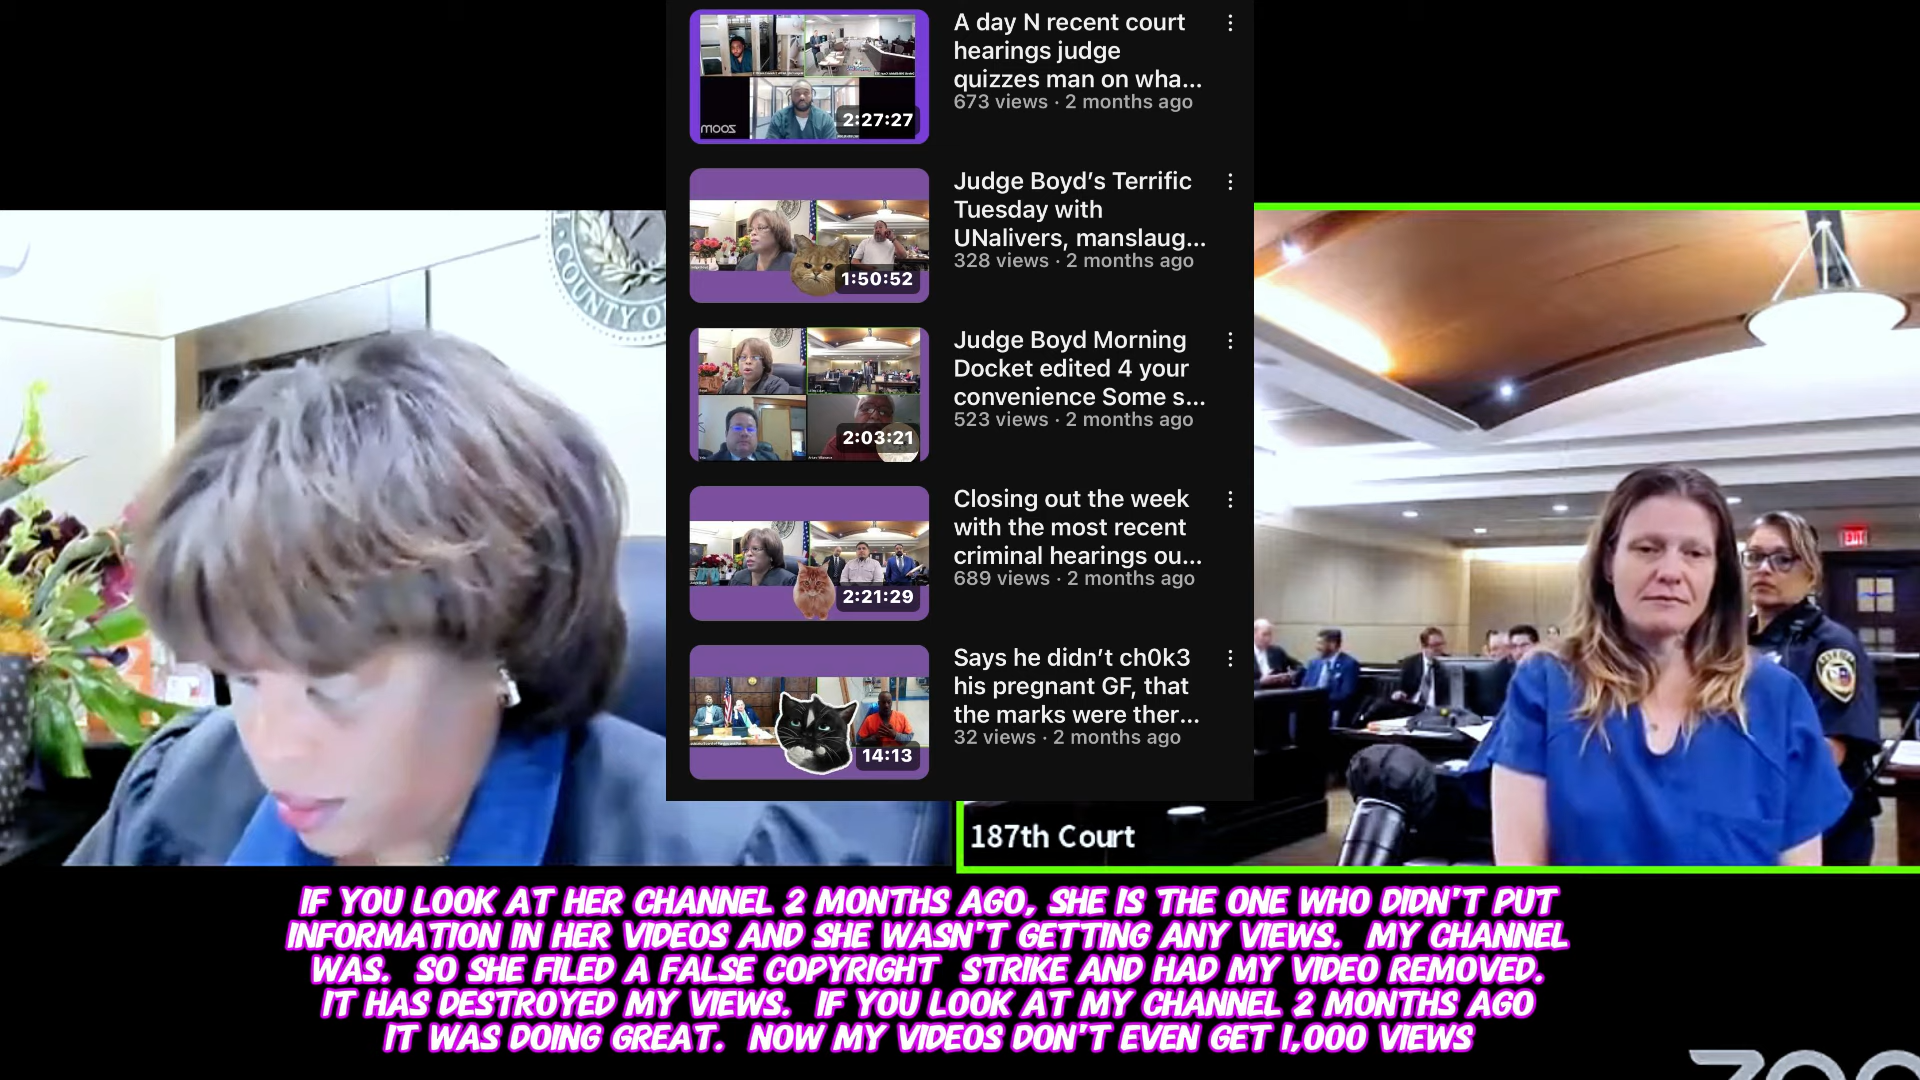 A day N recent court
hearings judge
quizzes man on wha...
673 views · 2 months ago
2:27:27
zoom
Judge Boyd's Terrific
Tuesday with
UNalivers, manslaug...
328 views · 2 months ago
1:50:52
Judge Boyd Morning
Docket edited 4 your
convenience Some s...
523 views · 2 months ago
2:03:21
Closing out the week
with the most recent
criminal hearings ou...
689 views · 2 months ago
2:21:29
Says he didn't ch0k3
his pregnant GF, that
the marks were ther...
32 views · 2 months ago
14:13
COUNTY O
EXIT
187th Court
IF YOU LOOK AT HER CHANNEL 2 MONTHS AGO, SHE IS THE ONE WHO DIDN'T PUT
INFORMATION IN HER VIDEOS AND SHE WASN'T GETTING ANY VIEWS. MY CHANNEL
WAS. SO SHE FILED A FALSE COPYRIGHT STRIKE AND HAD MY VIDEO REMOVED.
IT HAS DESTROYED MY VIEWS. IF YOU LOOK AT MY CHANNEL 2 MONTHS AGO
IT WAS DOING GREAT. NOW MY VIDEOS DON'T EVEN GET 1,000 VIEWS
zoo